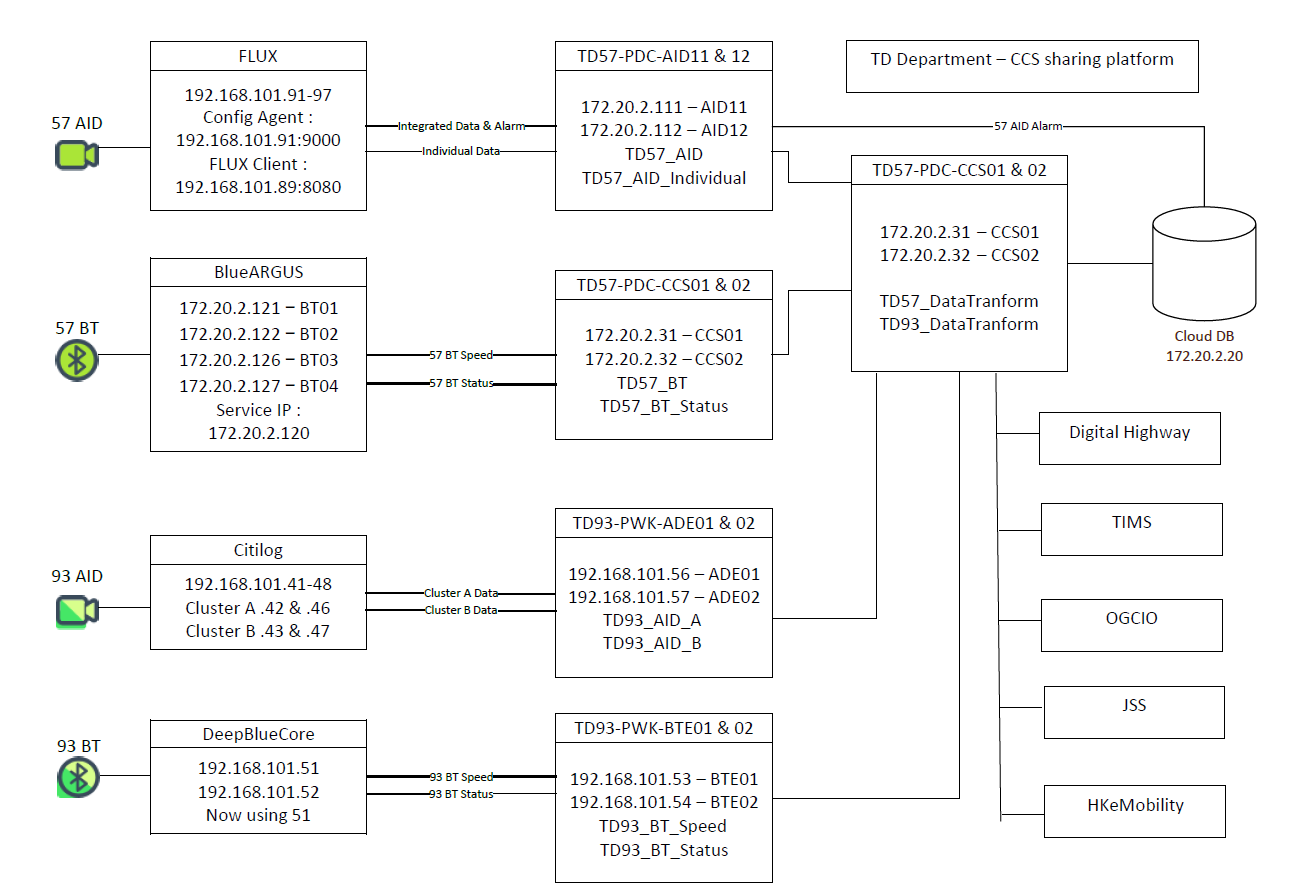 TD Department – CCS sharing platform
57 AID
FLUX
192.168.101.91-97
Config Agent :
192.168.101.91:9000
FLUX Client :
192.168.101.89:8080
Integrated Data & Alarm
Individual Data
TD57-PDC-AID11 & 12
172.20.2.111 – AID11
172.20.2.112 – AID12
TD57_AID
TD57_AID_Individual
57 AID Alarm
57 BT
BlueARGUS
172.20.2.121 – BT01
172.20.2.122 – BT02
172.20.2.126 – BT03
172.20.2.127 – BT04
Service IP :
172.20.2.120
57 BT Speed
57 BT Status
TD57-PDC-CCS01 & 02
172.20.2.31 – CCS01
172.20.2.32 – CCS02
TD57_BT
TD57_BT_Status
TD57-PDC-CCS01 & 02
172.20.2.31 – CCS01
172.20.2.32 – CCS02
TD57_DataTranform
TD93_DataTranform
Cloud DB
172.20.2.20
93 AID
Citilog
192.168.101.41-48
Cluster A .42 & .46
Cluster B .43 & .47
Cluster A Data
Cluster B Data
TD93-PWK-ADE01 & 02
192.168.101.56 – ADE01
192.168.101.57 – ADE02
TD93_AID_A
TD93_AID_B
93 BT
DeepBlueCore
192.168.101.51
192.168.101.52
Now using 51
93 BT Speed
93 BT Status
TD93-PWK-BTE01 & 02
192.168.101.53 – BTE01
192.168.101.54 – BTE02
TD93_BT_Speed
TD93_BT_Status
Digital Highway
TIMS
OGCIO
JSS
HKeMobility